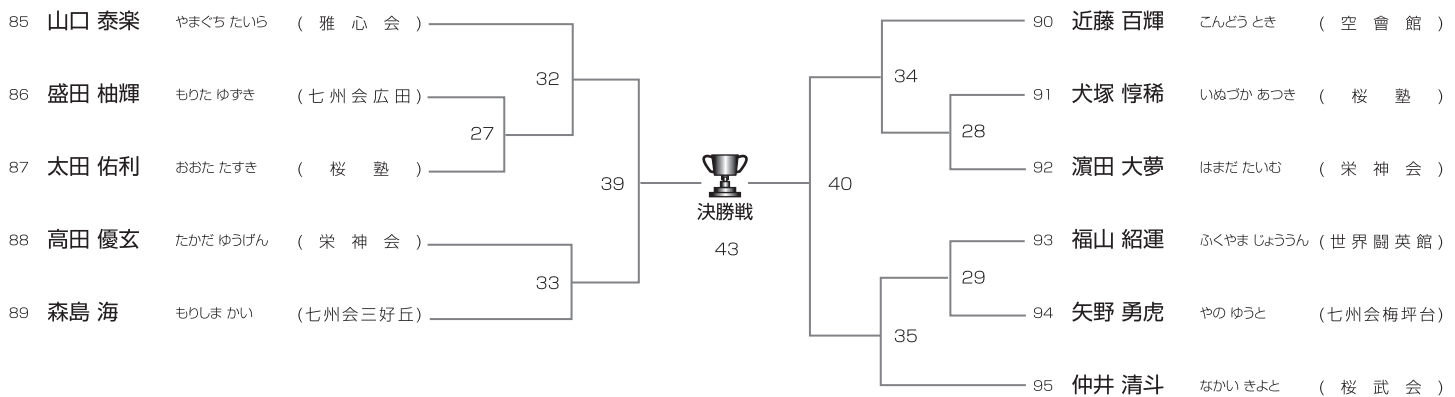 85 山口 泰楽 やまぐち たいら ( 雅 心 会 )
32
86 盛田 柚輝 もりた ゆずき (七州会広田)
27
87 太田 佑利 おおた たすき ( 桜 塾 )
39
88 高田 優玄 たかだ ゆうげん ( 栄 神 会 )
33
89 森島 海 もりしま かい (七州会三好丘)
決勝戦
43
90 近藤 百輝 こんどう とき ( 空 會 館 )
34
91 犬塚 惇稀 いぬづか あつき ( 桜 塾 )
28
92 濵田 大夢 はまだ たいむ ( 栄 神 会 )
40
93 福山 紹運 ふくやま じょううん (世界闘英館)
29
94 矢野 勇虎 やの ゆうと (七州会梅坪台)
35
95 仲井 清斗 なかい きよと ( 桜 武 会 )